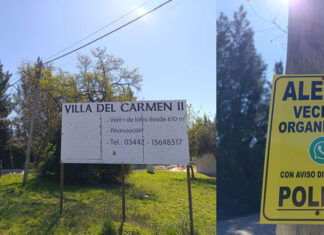 VILLA DEL CARMEN II
Venta de lotes desde 610 m²
Financiación
Tel.: 03442 - 15648517
ALE
VECI
ORGANI
CON AVISO D
POLI